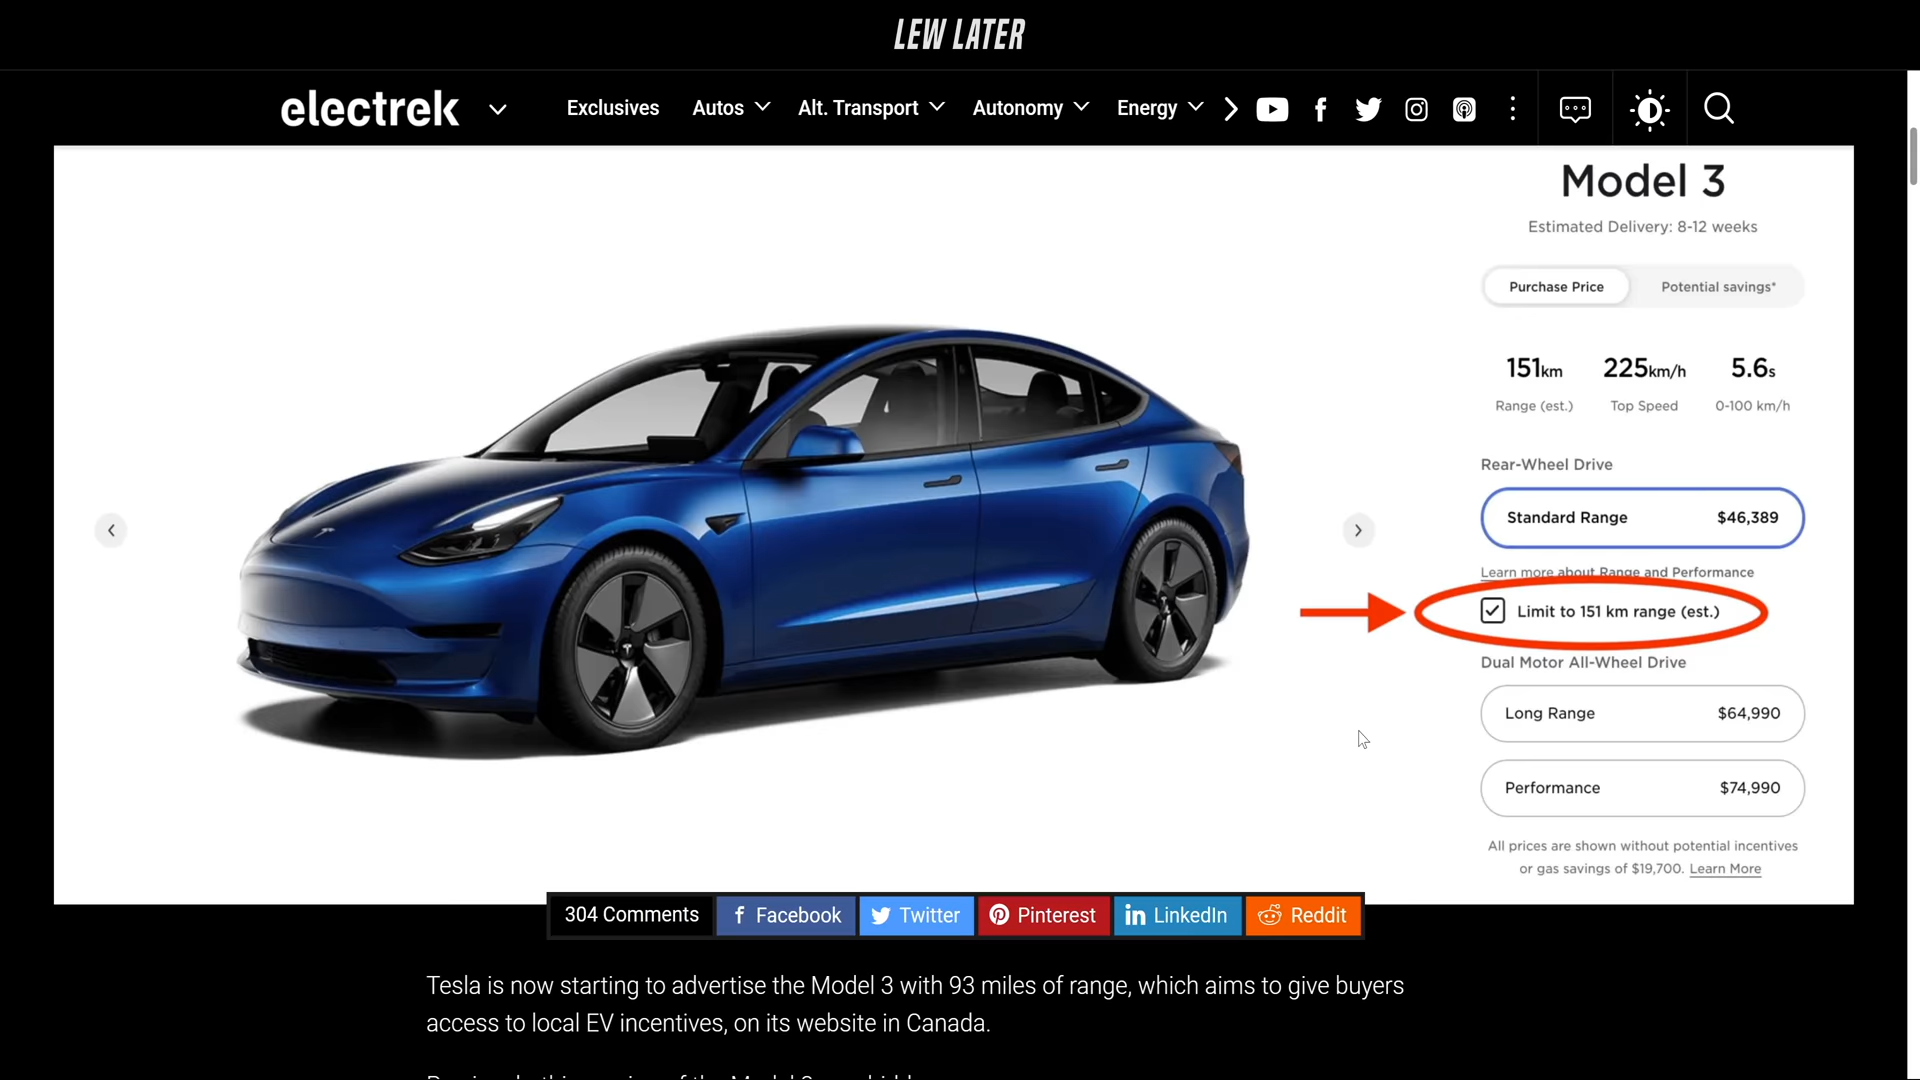 LEW LATER
electrek
Exclusives Autos Alt. Transport Autonomy Energy
Model 3
Estimated Delivery: 8-12 weeks
Purchase Price Potential savings*
151km 225km/h 5.6s
Range (est.) Top Speed 0-100 km/h
Rear-Wheel Drive
Standard Range $46,389
Learn more about Range and Performance
Limit to 151 km range (est.)
Dual Motor All-Wheel Drive
Long Range $64,990
Performance $74,990
All prices are shown without potential incentives
or gas savings of $19,700. Learn More
304 Comments Facebook Twitter Pinterest LinkedIn Reddit
Tesla is now starting to advertise the Model 3 with 93 miles of range, which aims to give buyers
access to local EV incentives, on its website in Canada.